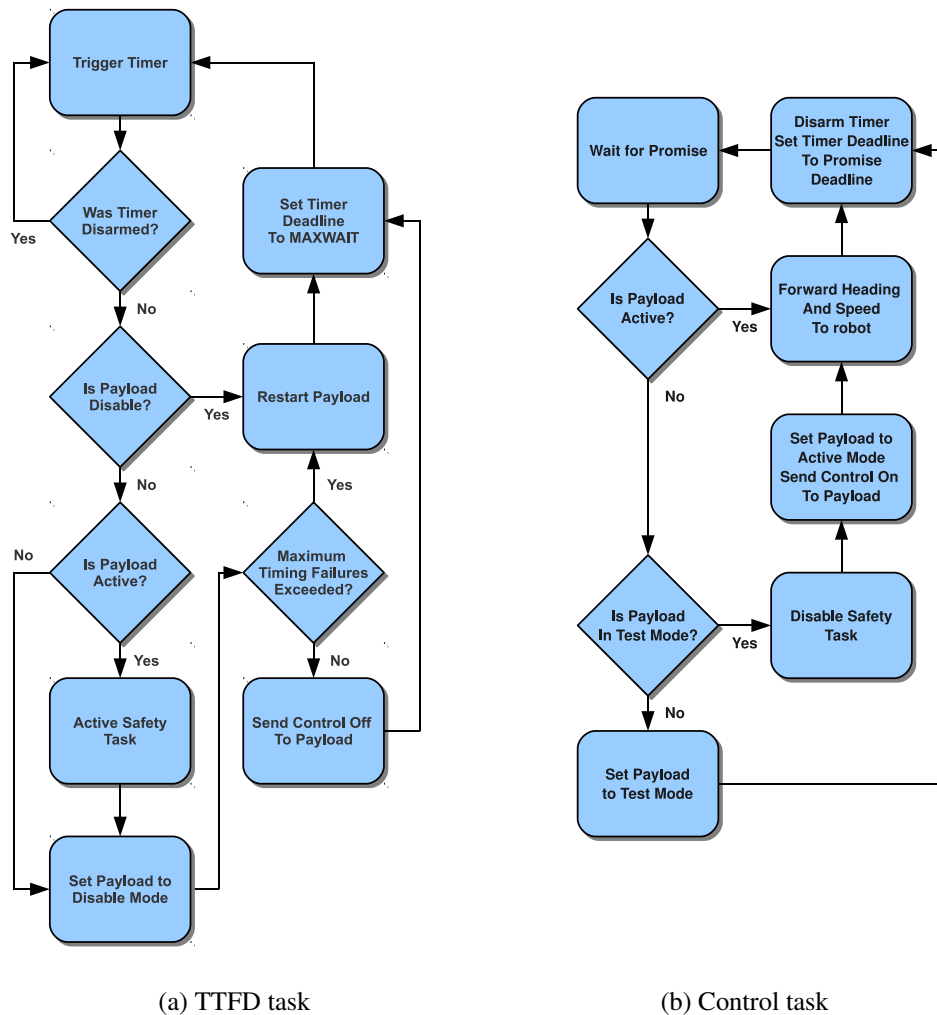 Trigger Timer
Was Timer
Disarmed?
Yes
No
Is Payload
Disable?
Yes
No
Is Payload
Active?
No
Yes
Active Safety
Task
Set Payload to
Disable Mode
Set Timer
Deadline
To MAXWAIT
Restart Payload
Yes
Maximum
Timing Failures
Exceeded?
No
Send Control Off
To Payload
(a) TTFD task
Wait for Promise
Is Payload
Active?
Yes
No
Is Payload
In Test Mode?
Yes
No
Set Payload
to Test Mode
Disarm Timer
Set Timer Deadline
To Promise
Deadline
Forward Heading
And Speed
To robot
Set Payload to
Active Mode
Send Control On
To Payload
Disable Safety
Task
(b) Control task